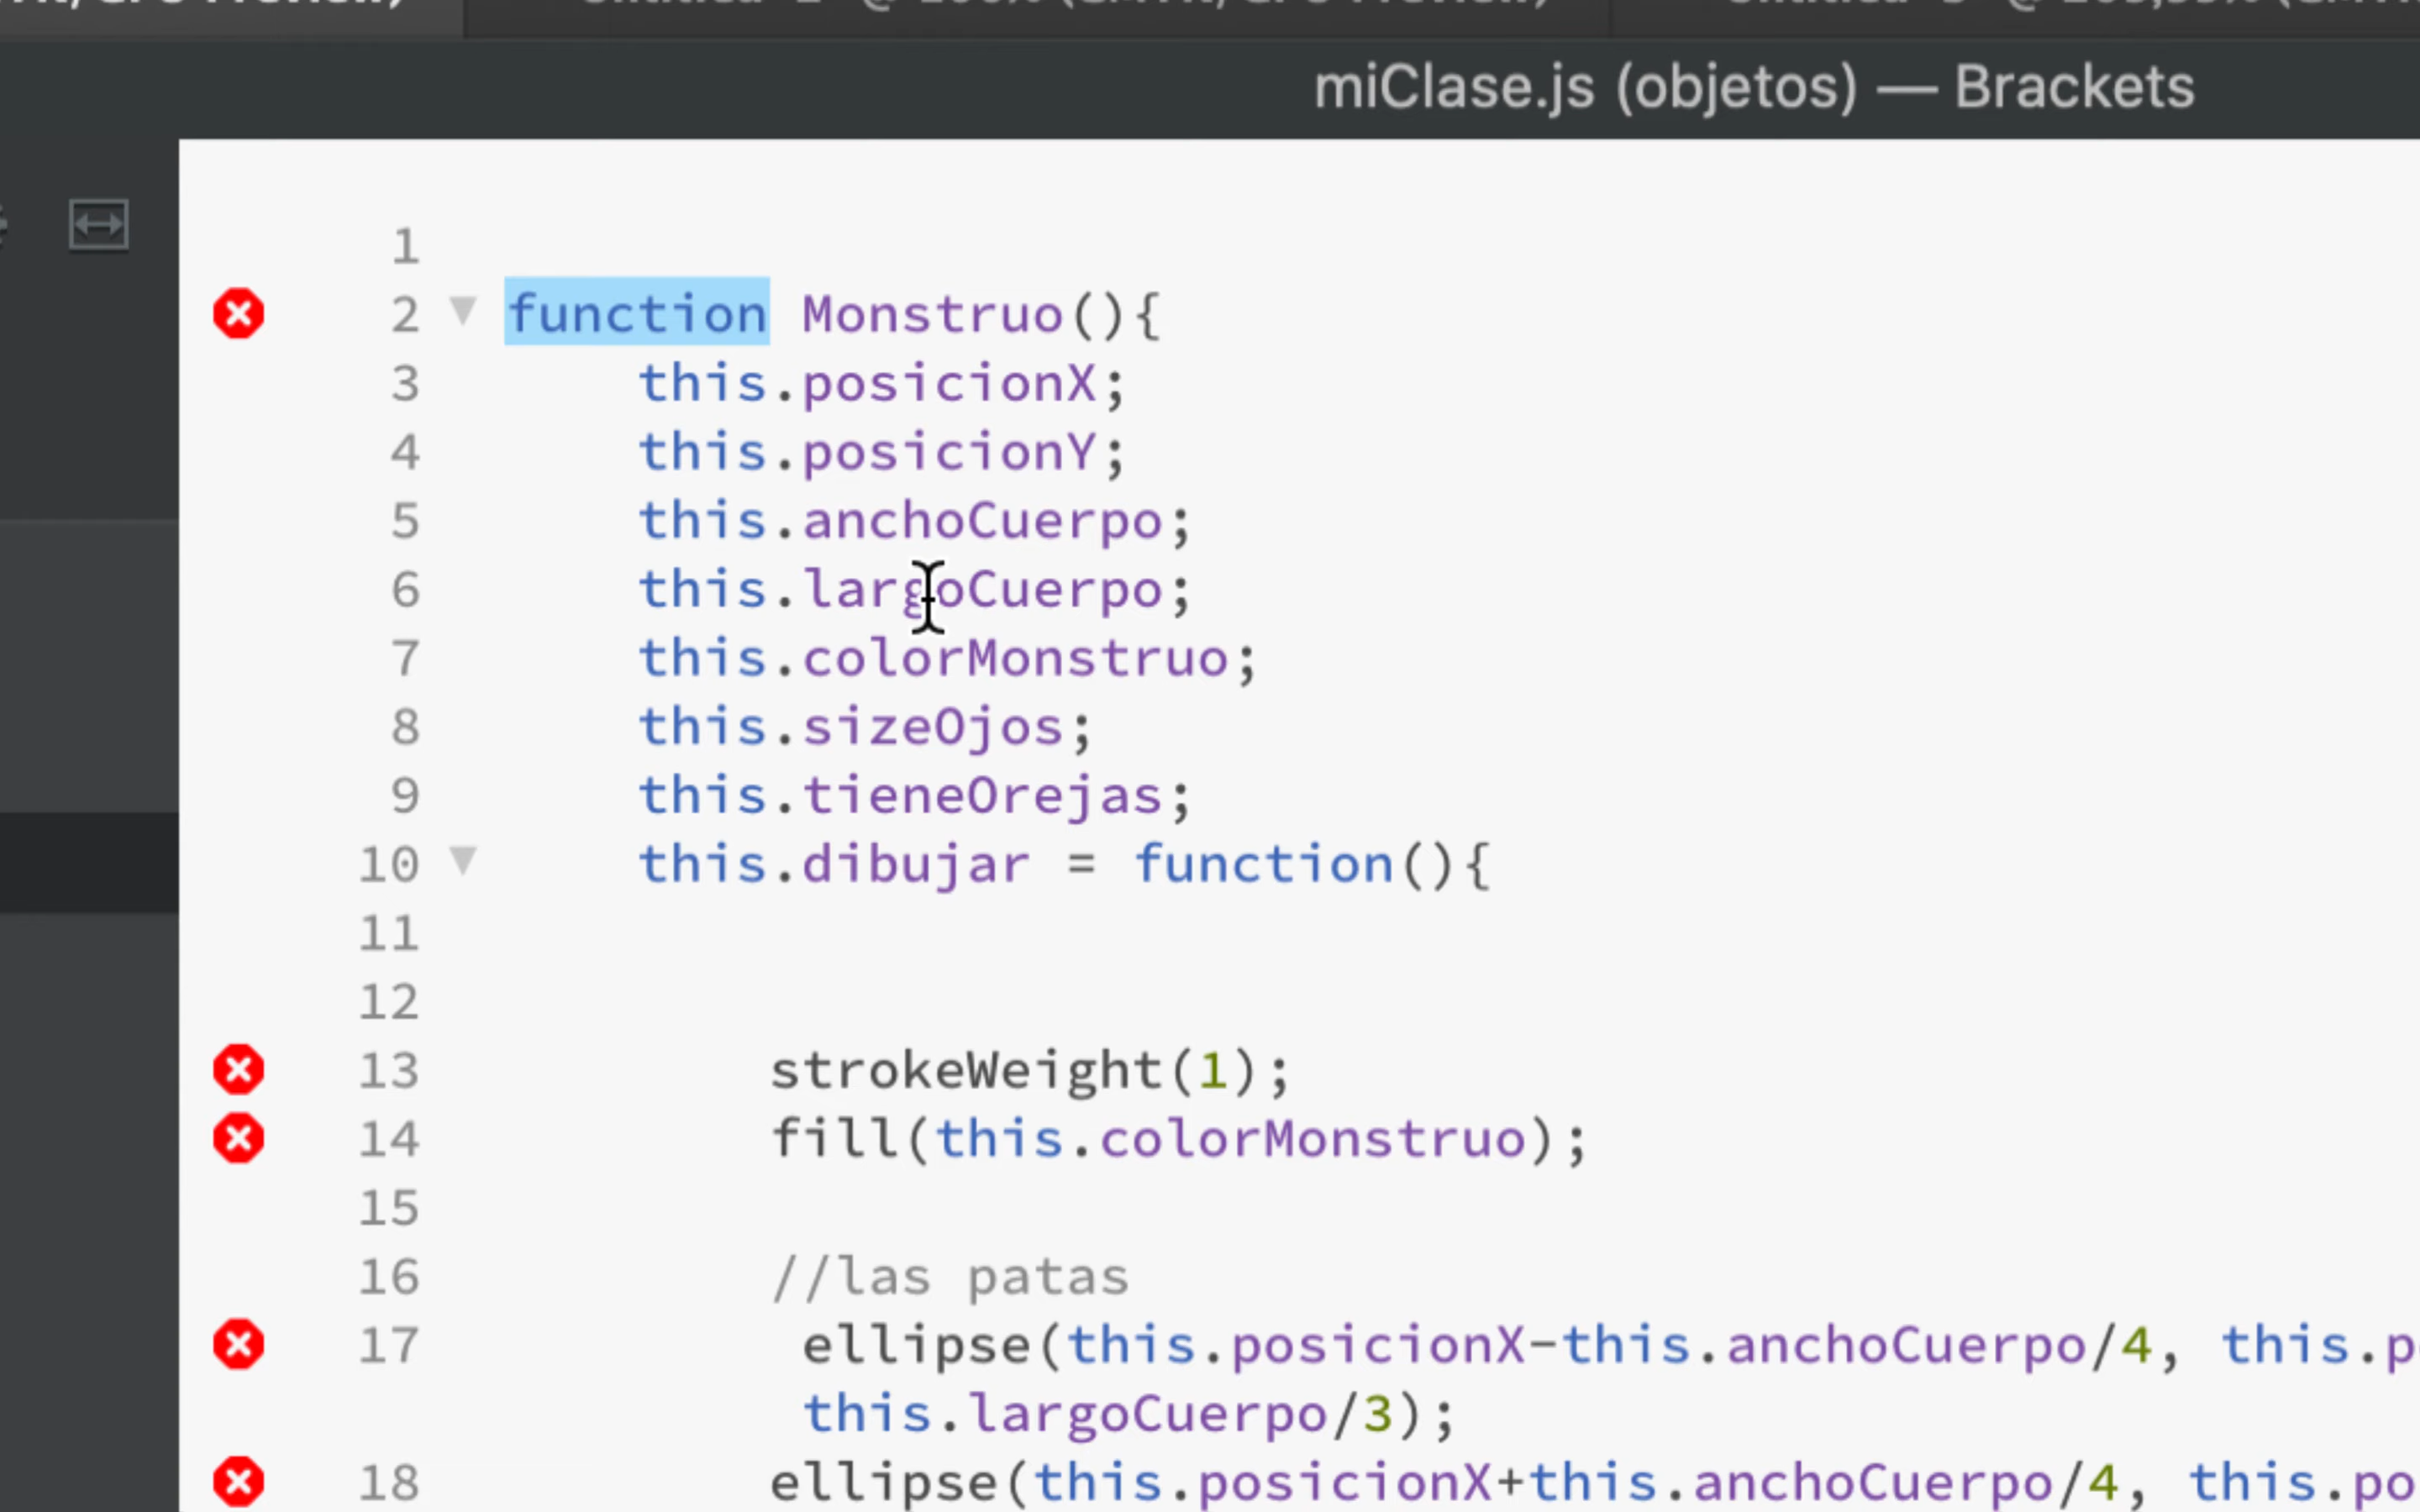 miClase.js (objetos) — Brackets
1
2 function Monstruo(){
3 this.posicionX;
4 this.posicionY;
5 this.anchoCuerpo;
6 this.largoCuerpo;
7 this.colorMonstruo;
8 this.sizeOjos;
9 this.tieneOrejas;
10 this.dibujar = function(){
11
12
13 strokeWeight(1);
14 fill(this.colorMonstruo);
15
16 //las patas
17 ellipse(this.posicionX-this.anchoCuerpo/4, this.p
this.largoCuerpo/3);
18 ellipse(this.posicionX+this.anchoCuerpo/4, this.po